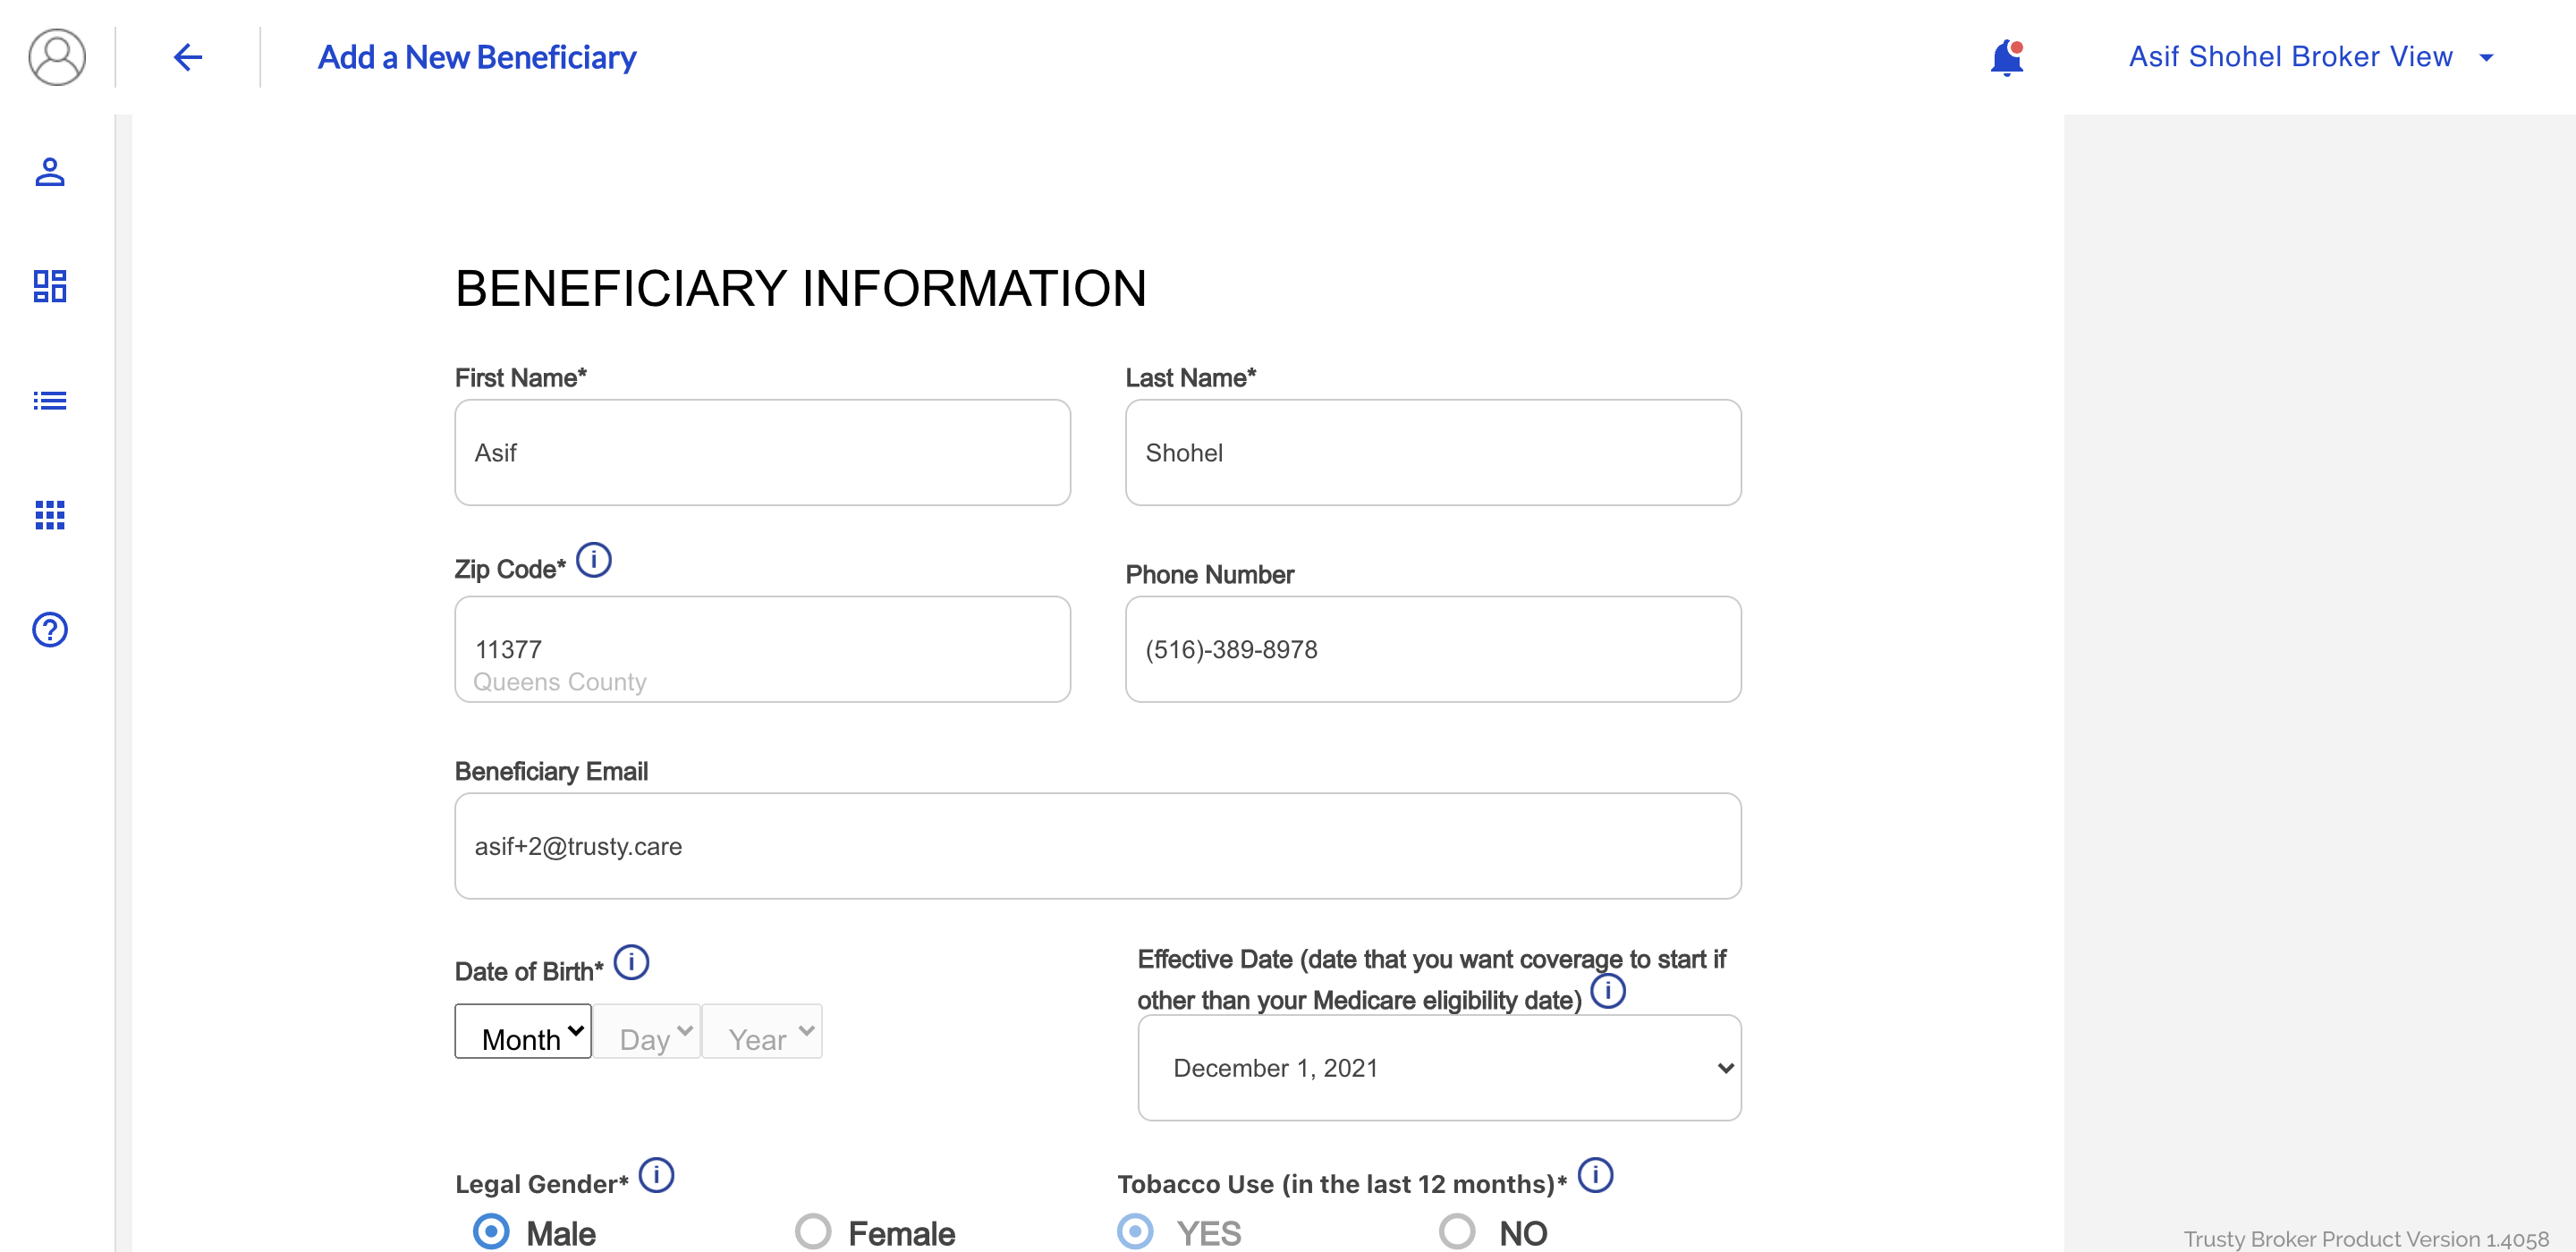 Add a New Beneficiary
Asif Shohel Broker View
BENEFICIARY INFORMATION
First Name*
Last Name*
Asif
Shohel
Zip Code*
Phone Number
11377
Queens County
(516)-389-8978
Beneficiary Email
asif+2@trusty.care
Date of Birth*
Effective Date (date that you want coverage to start if
other than your Medicare eligibility date)
Month
Day
Year
December 1, 2021
Legal Gender*
Tobacco Use (in the last 12 months)*
Male
Female
YES
NO
Trusty Broker Product Version 1.4058